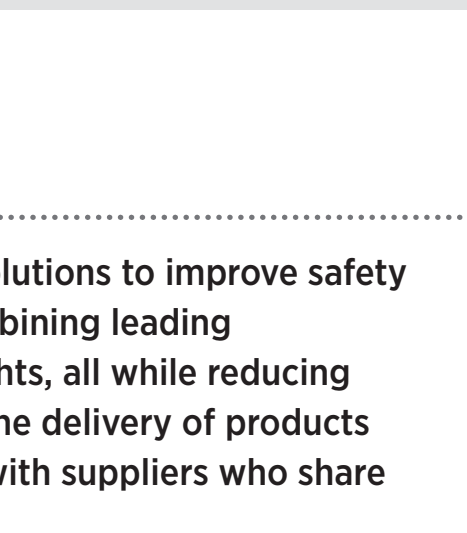 lutions to improve safety
bining leading
hts, all while reducing
he delivery of products
with suppliers who share